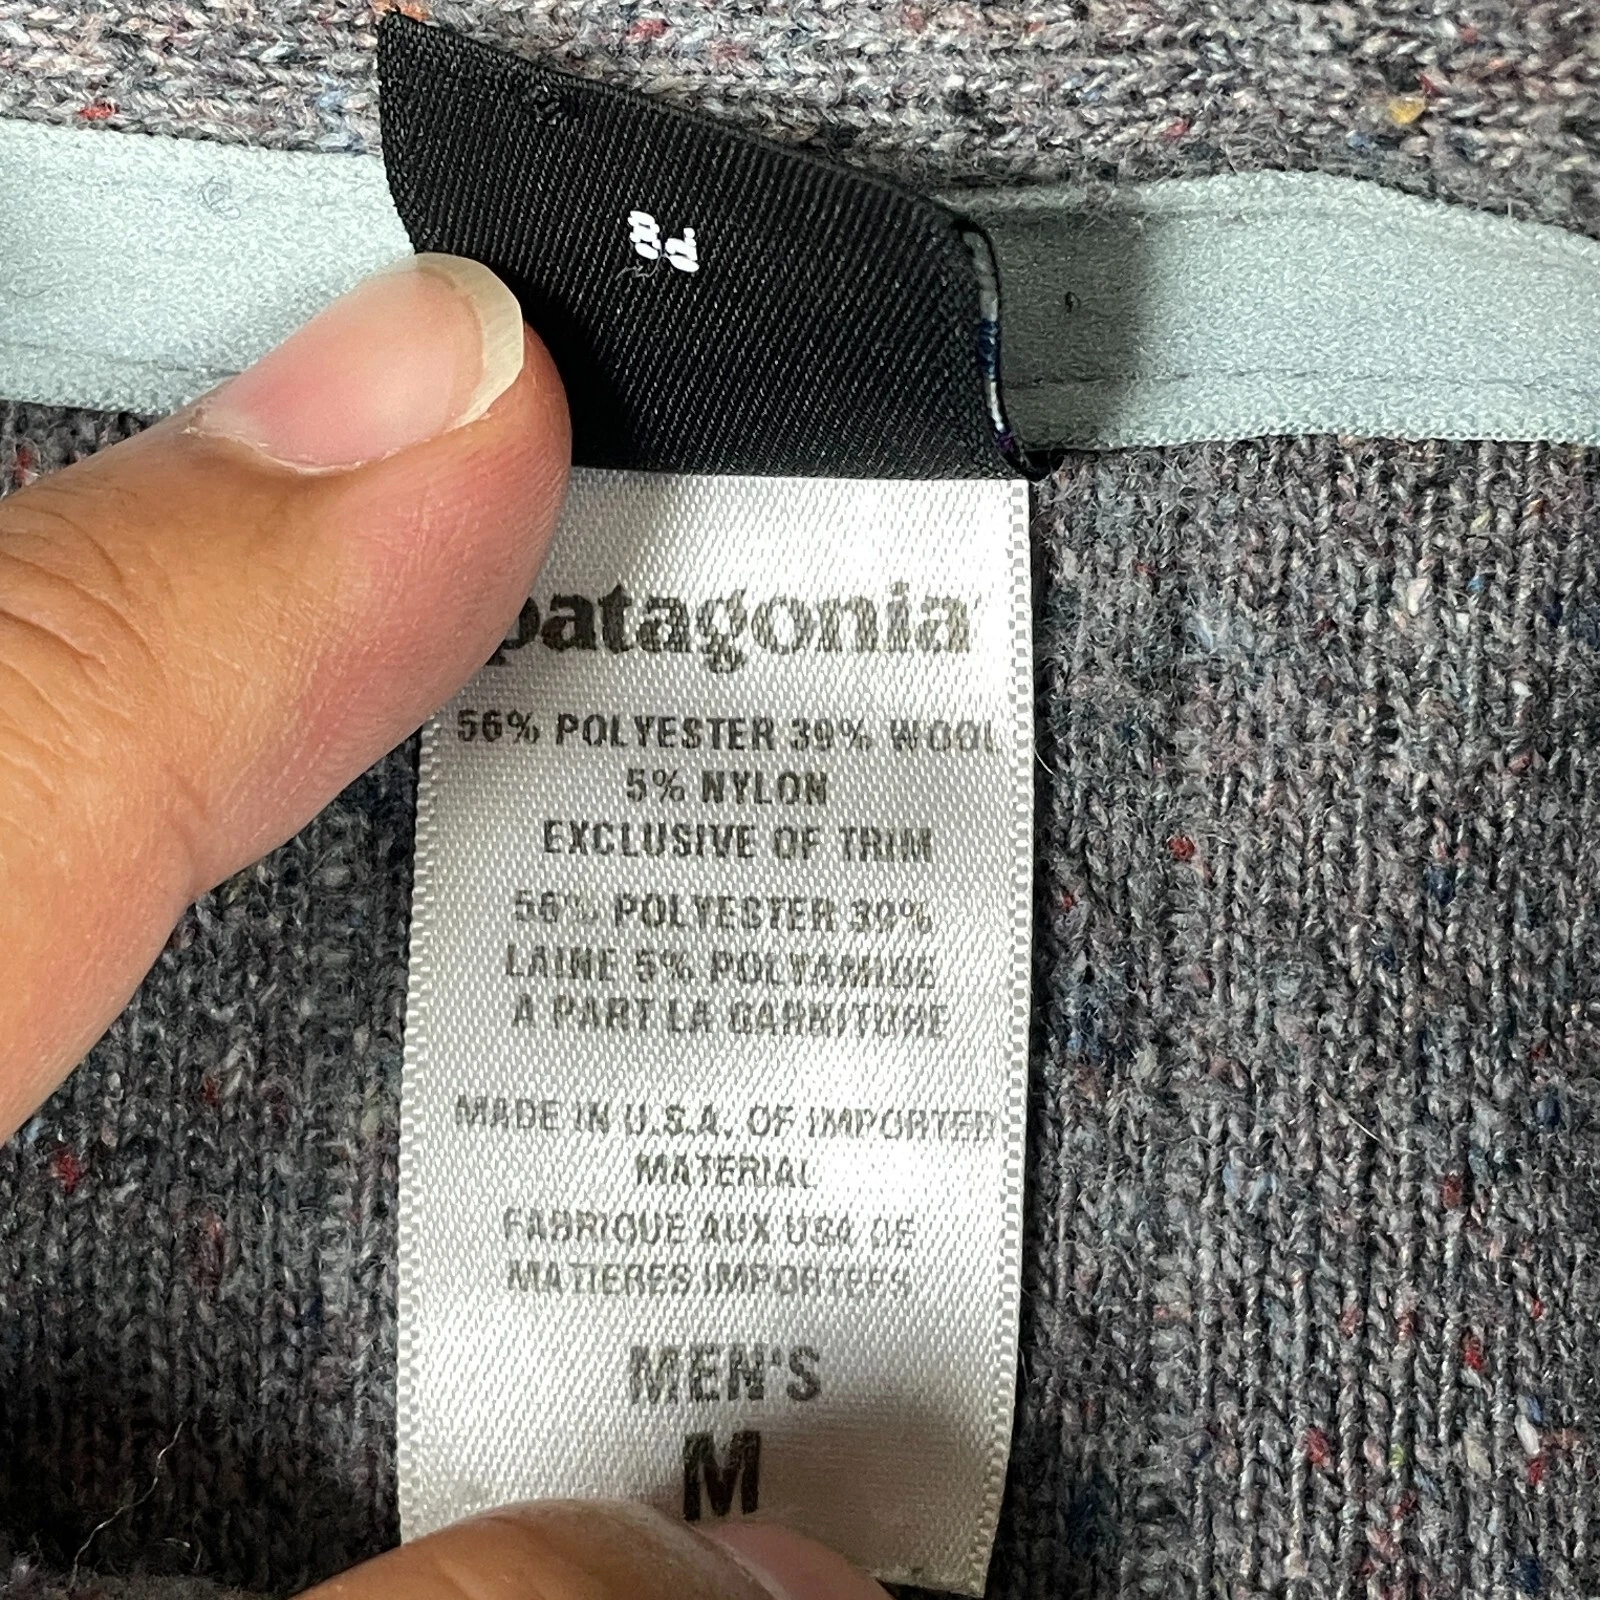 patagonia
56% POLYESTER 39% WOOL
5% NYLON
EXCLUSIVE OF TRIM
56% POLYESTER 39%
LAINE 5% POLYAMIDE
A PART LA GARNITURE
MADE IN U.S.A. OF IMPORTED
MATERIAL
FABRIQUE AUX USA DE
MATIERES IMPORTEES
MEN'S
M